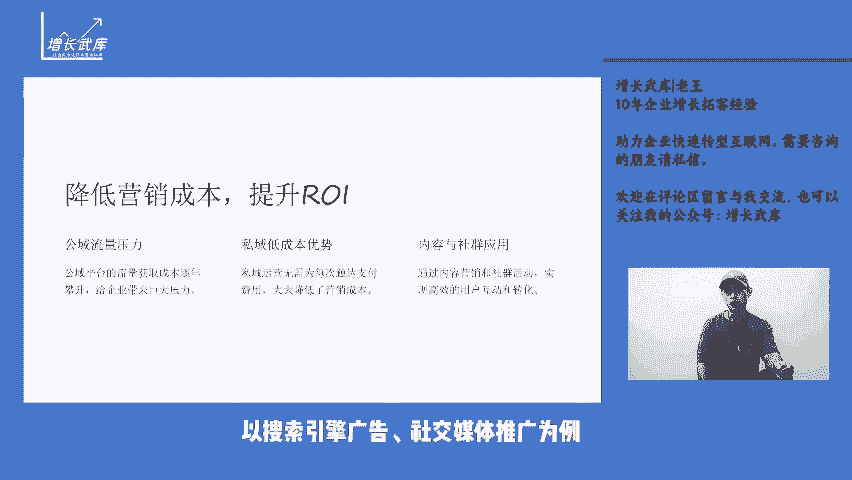 增长武库
降低营销成本，提升ROI
公域流量压力
公域平台的流量获取成本逐年
攀升，给企业带来巨大压力。
私域低成本优势
私域运营无需为每次触达支付
费用，大大降低了营销成本。
内容与社群应用
通过内容营销和社群活动，实
现高效的用户互动和转化。
增长武库|老王
10年企业增长拓客经验
助力企业快速转型互联网。需要咨询
的朋友请私信。
欢迎在评论区留言与我交流，也可以
关注我的公众号：增长武库
以搜索引擎广告、社交媒体推广为例